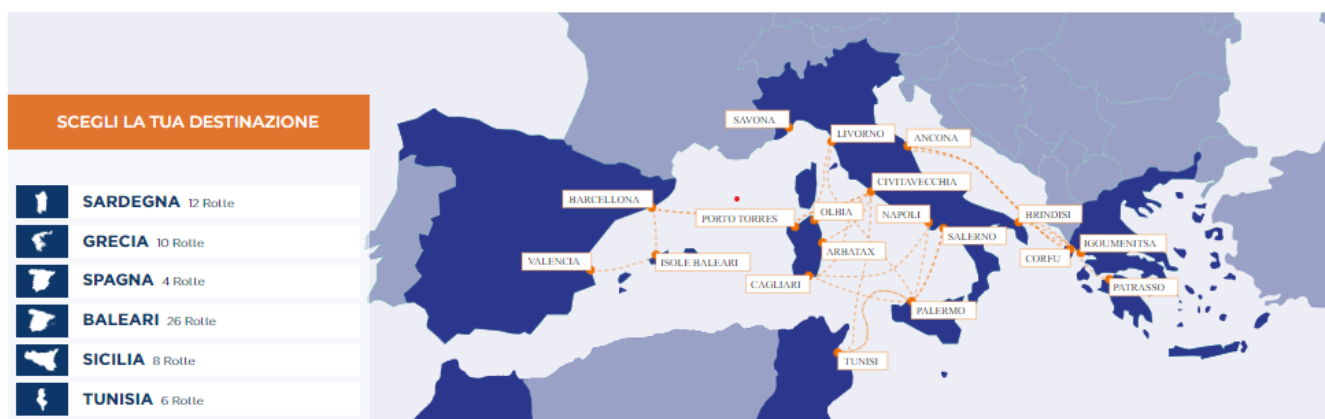 SCEGLI LA TUA DESTINAZIONE
SARDEGNA 12 Rotte
GRECIA 10 Rotte
SPAGNA 4 Rotte
BALEARI 26 Rotte
SICILIA 8 Rotte
TUNISIA 6 Rotte
SAVONA
LIVORNO
ANCONA
CIVITAVECCHIA
BARCELLONA
PORTO TORRES
OLBIA
NAPOLI
BRINDISI
SALERNO
IGOUMENITSA
VALENCIA
ISOLE BALEARI
ARBATAX
CORFU
CAGLIARI
PATRASSO
PALERMO
TUNISI